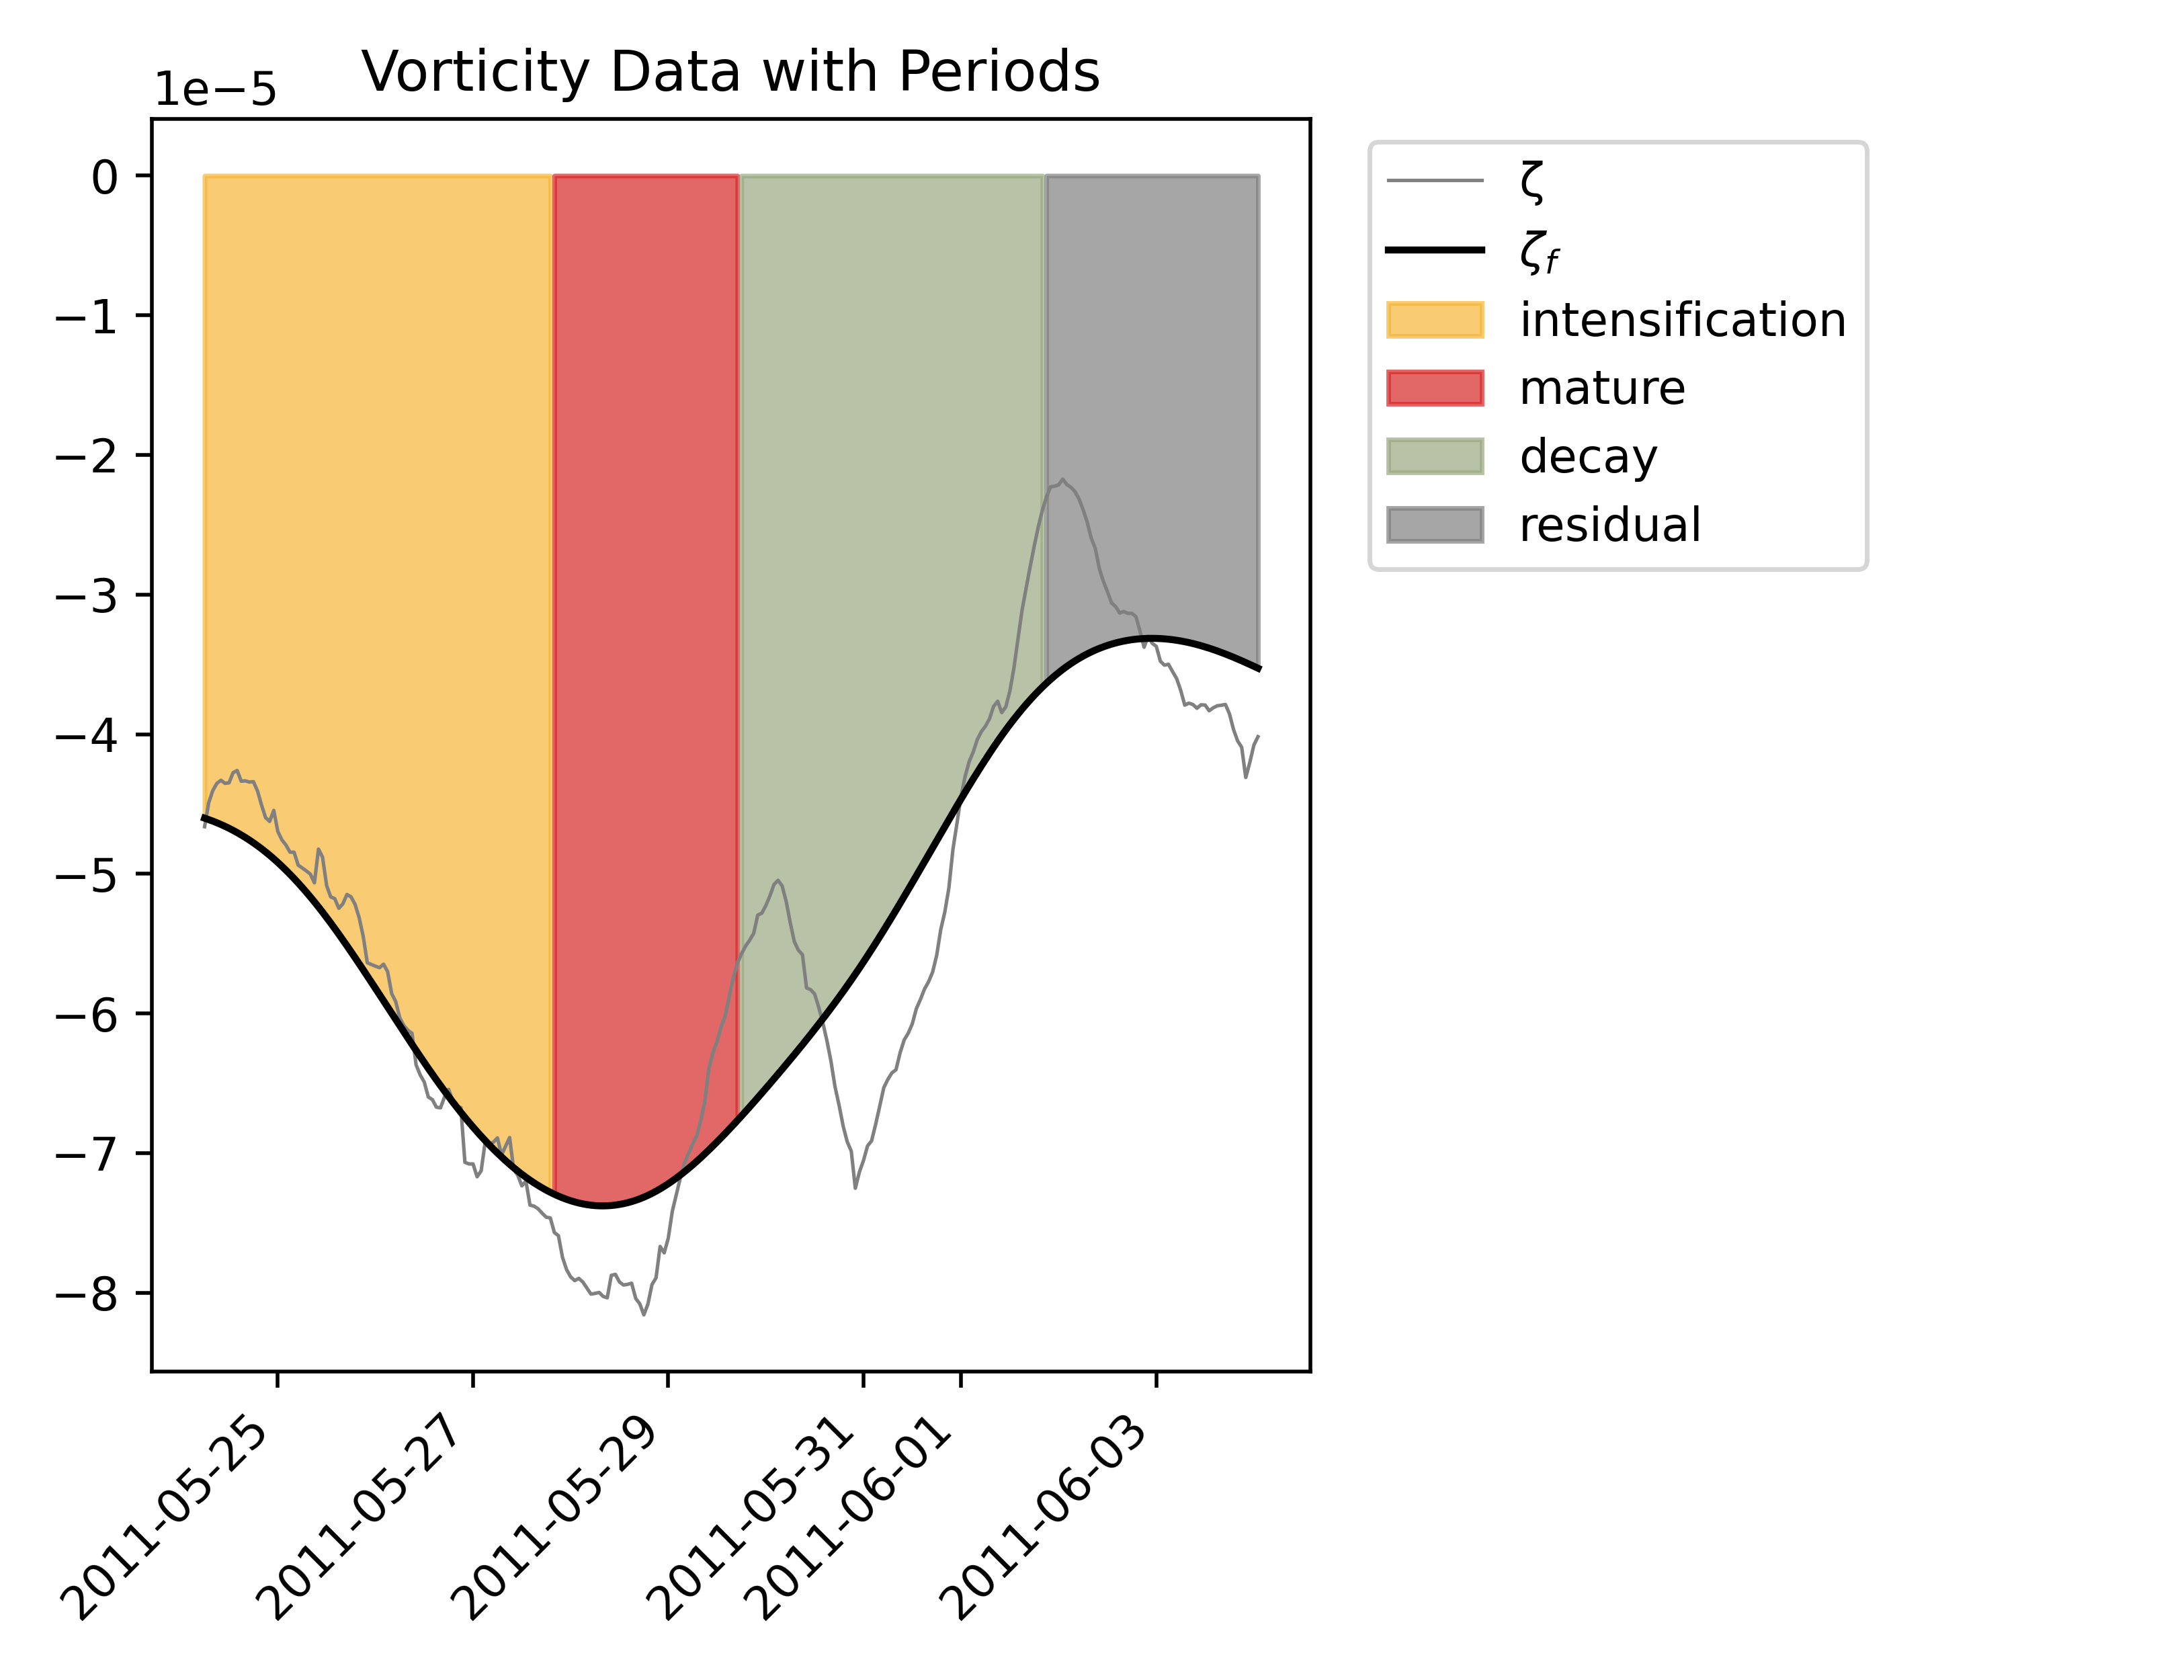 Vorticity Data with Periods
1e−5
0
−1
−2
−3
−4
−5
−6
−7
−8
2011-05-25
2011-05-27
2011-05-29
2011-05-31
2011-06-01
2011-06-03
ζ
ζf
intensification
mature
decay
residual